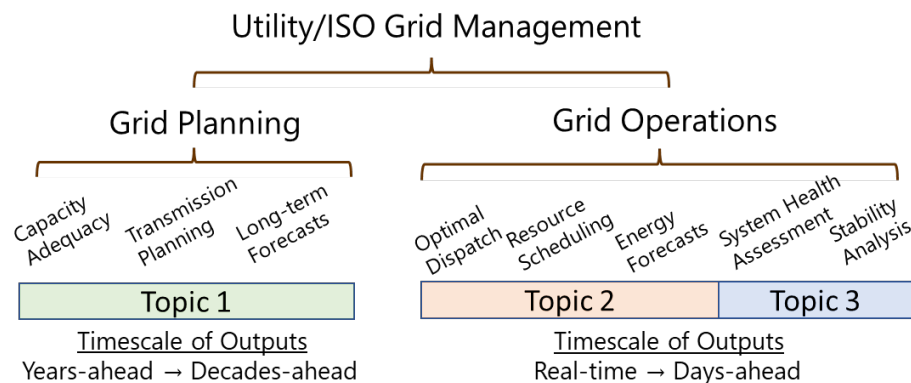 Utility/ISO Grid Management
Grid Planning
Grid Operations
Capacity
Adequacy
Transmission
Planning
Long-term
Forecasts
Optimal
Dispatch
Resource
Scheduling
Energy
Forecasts
System Health
Assessment
Stability
Analysis
Topic 1
Topic 2
Topic 3
Timescale of Outputs
Years-ahead → Decades-ahead
Timescale of Outputs
Real-time → Days-ahead